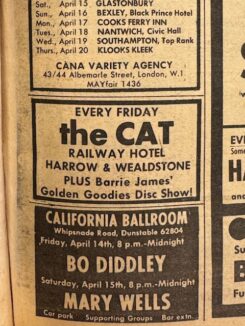 Sat., April 15 GLASTONBURY
Sun., April 16 BEXLEY, Black Prince Hotel
Mon., April 17 COOKS FERRY INN
Tues., April 18 NANTWICH, Civic Hall
Wed., April 19 SOUTHAMPTON, Top Rank
Thurs., April 20 KLOOKS KLEEK
CANA VARIETY AGENCY
43/44 Albemarle Street, London, W.1
MAYfair 1436
EVERY FRIDAY
the CAT
RAILWAY HOTEL
HARROW & WEALDSTONE
PLUS Barrie James'
Golden Goodies Disc Show!
CALIFORNIA BALLROOM
Whipsnade Road, Dunstable 62804
Friday, April 14th, 8 p.m.-Midnight
BO DIDDLEY
Saturday, April 15th, 8 p.m.-Midnight
MARY WELLS
Car park Supporting Groups Bar extn.